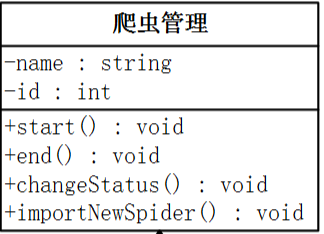 爬虫管理
-name : string
-id : int
+start() : void
+end() : void
+changeStatus() : void
+importNewSpider() : void